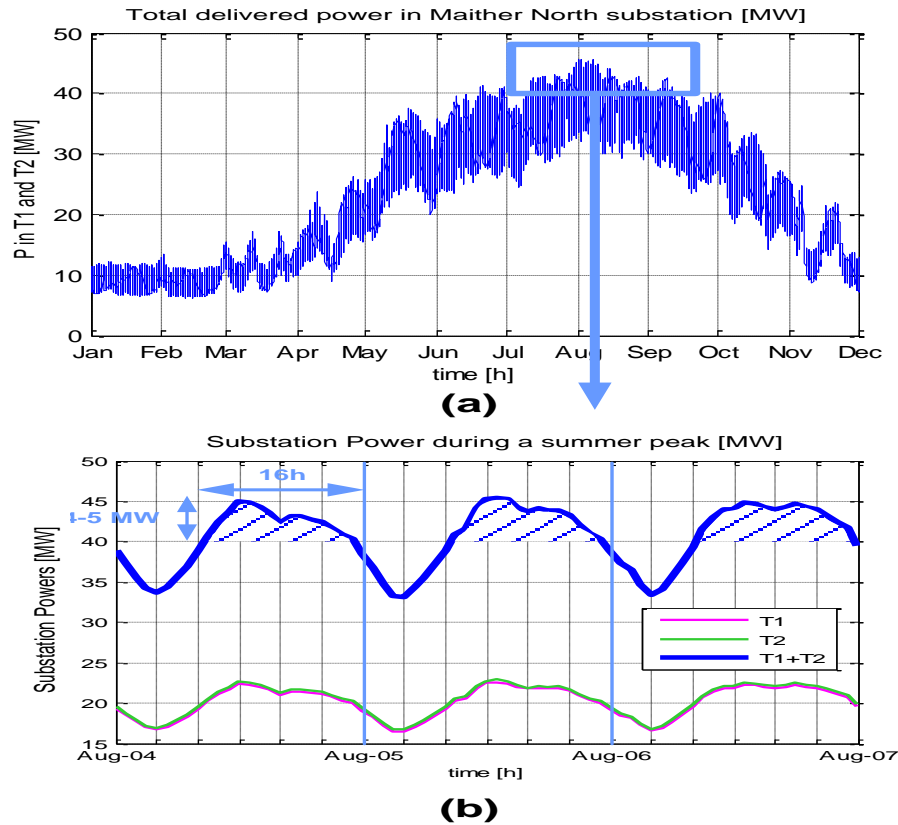 Total delivered power in Maither North substation [MW]
P in T1 and T2 [MW]
50
40
30
20
10
0
Jan Feb Mar Apr May Jun Jul Aug Sep Oct Nov Dec
time [h]
(a)
Substation Power during a summer peak [MW]
Substation Powers [MW]
50
45
40
35
30
25
20
15
16h
4-5 MW
T1
T2
T1+T2
Aug-04 Aug-05 Aug-06 Aug-07
time [h]
(b)